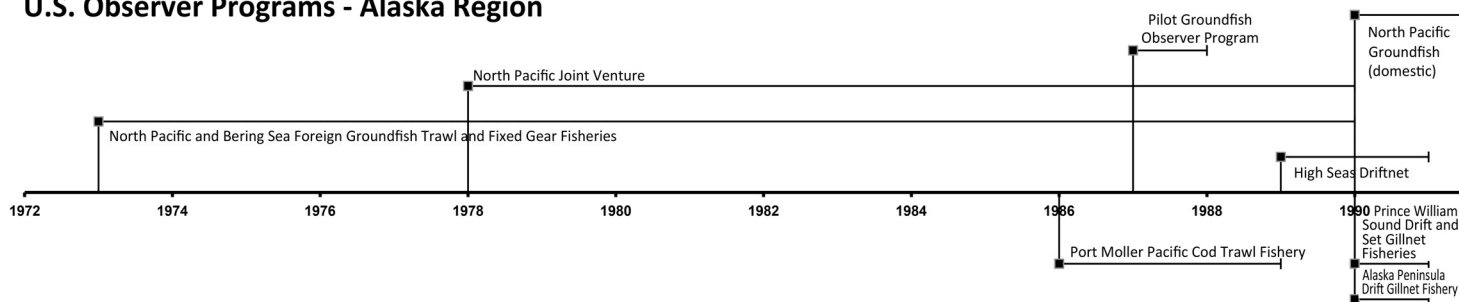 U.S. Observer Programs - Alaska Region
Pilot Groundfish
Observer Program
North Pacific
Groundfish
(domestic)
North Pacific Joint Venture
North Pacific and Bering Sea Foreign Groundfish Trawl and Fixed Gear Fisheries
High Seas Driftnet
1972 1974 1976 1978 1980 1982 1984 1986 1988 1990
Prince William
Sound Drift and
Set Gillnet
Fisheries
Port Moller Pacific Cod Trawl Fishery
Alaska Peninsula
Drift Gillnet Fishery